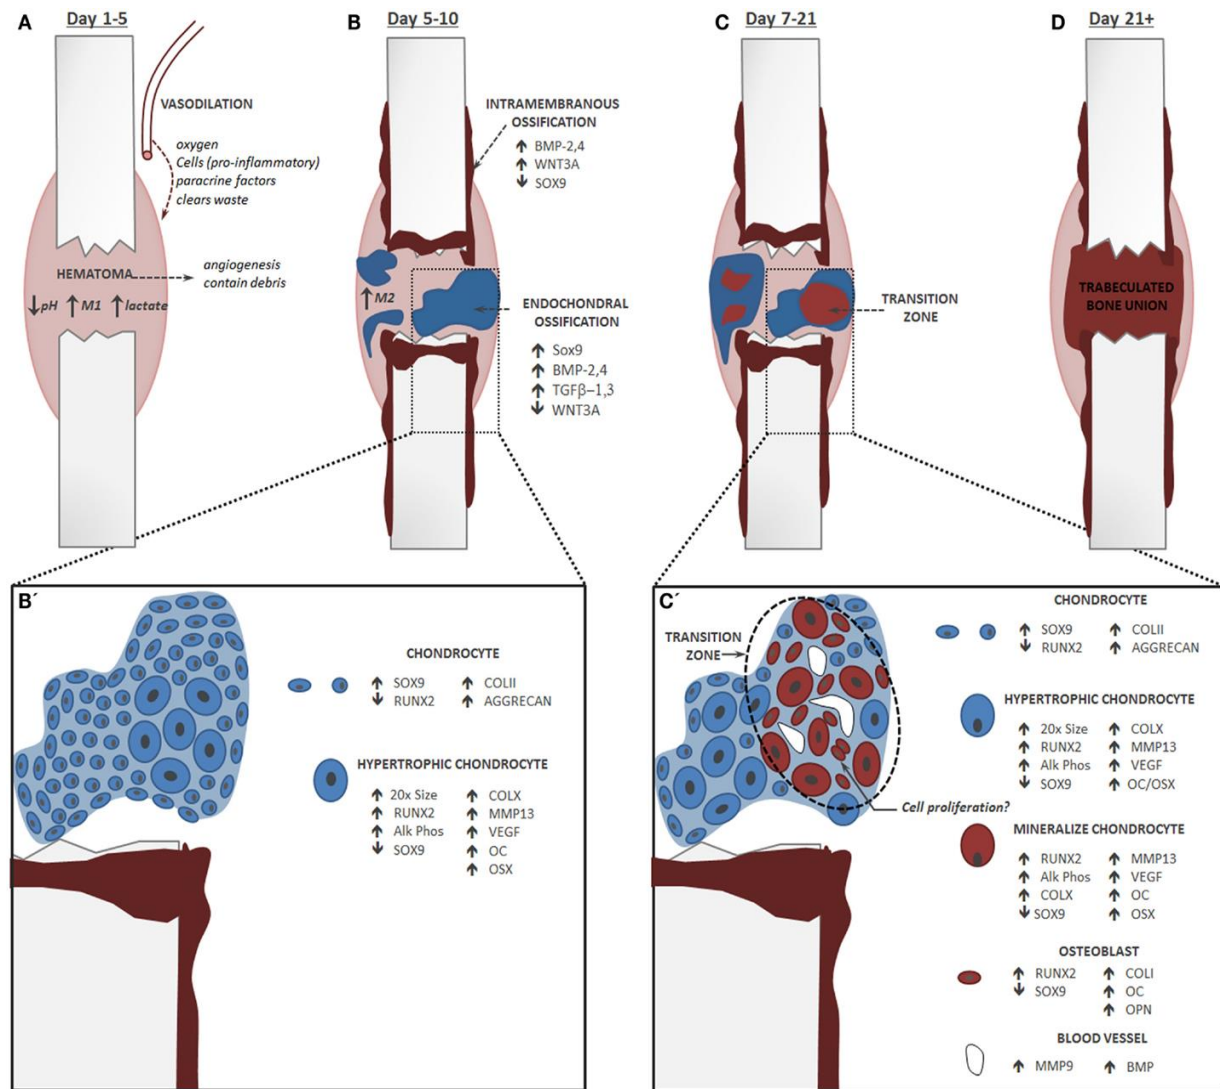 A
Day 1-5
VASODILATION
oxygen
Cells (pro-inflammatory)
paracrine factors
clears waste
HEMATOMA
angiogenesis
contain debris
↓pH ↑M1 ↑lactate
B
Day 5-10
INTRAMEMBRANOUS
OSSIFICATION
↑ BMP-2,4
↑ WNT3A
↓ SOX9
↑M2
ENDOCHONDRAL
OSSIFICATION
↑ Sox9
↑ BMP-2,4
↑ TGFβ–1,3
↓ WNT3A
C
Day 7-21
TRANSITION
ZONE
D
Day 21+
TRABECULATED
BONE UNION
B´
CHONDROCYTE
↑ SOX9 ↑ COLII
↓ RUNX2 ↑ AGGRECAN
HYPERTROPHIC CHONDROCYTE
↑ 20x Size ↑ COLX
↑ RUNX2 ↑ MMP13
↑ Alk Phos ↑ VEGF
↓ SOX9 ↑ OC
↑ OSX
C´
TRANSITION
ZONE
Cell proliferation?
CHONDROCYTE
↑ SOX9 ↑ COLII
↓ RUNX2 ↑ AGGRECAN
HYPERTROPHIC CHONDROCYTE
↑ 20x Size ↑ COLX
↑ RUNX2 ↑ MMP13
↑ Alk Phos ↑ VEGF
↓ SOX9 ↑ OC/OSX
MINERALIZE CHONDROCYTE
↑ RUNX2 ↑ MMP13
↑ Alk Phos ↑ VEGF
↑ COLX ↑ OC
↓ SOX9 ↑ OSX
OSTEOBLAST
↑ RUNX2 ↑ COLI
↓ SOX9 ↑ OC
↑ OPN
BLOOD VESSEL
↑ MMP9 ↑ BMP